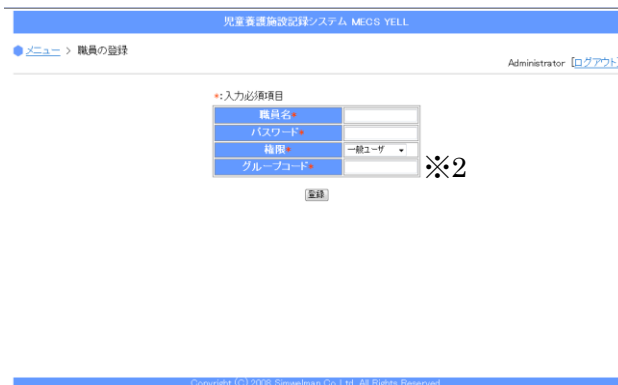 児童養護施設記録システム MECS YELL
メニュー > 職員の登録
Administrator [ログアウト]
*:入力必須項目
職員名*
パスワード*
権限* 一般ユーザ
グループコード* ※2
登録
Copyright (C) 2008 Simaelman Co.Ltd. All Rights Reserved.